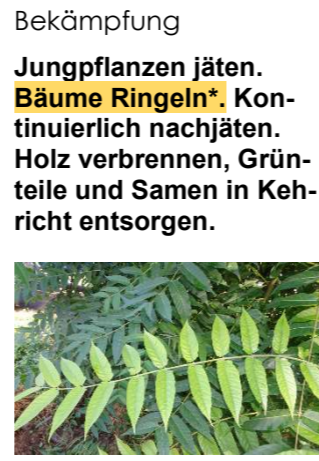 Bekämpfung
Jungpflanzen jäten.
Bäume Ringeln*. Kon-
tinuierlich nachjäten.
Holz verbrennen, Grün-
teile und Samen in Keh-
richt entsorgen.